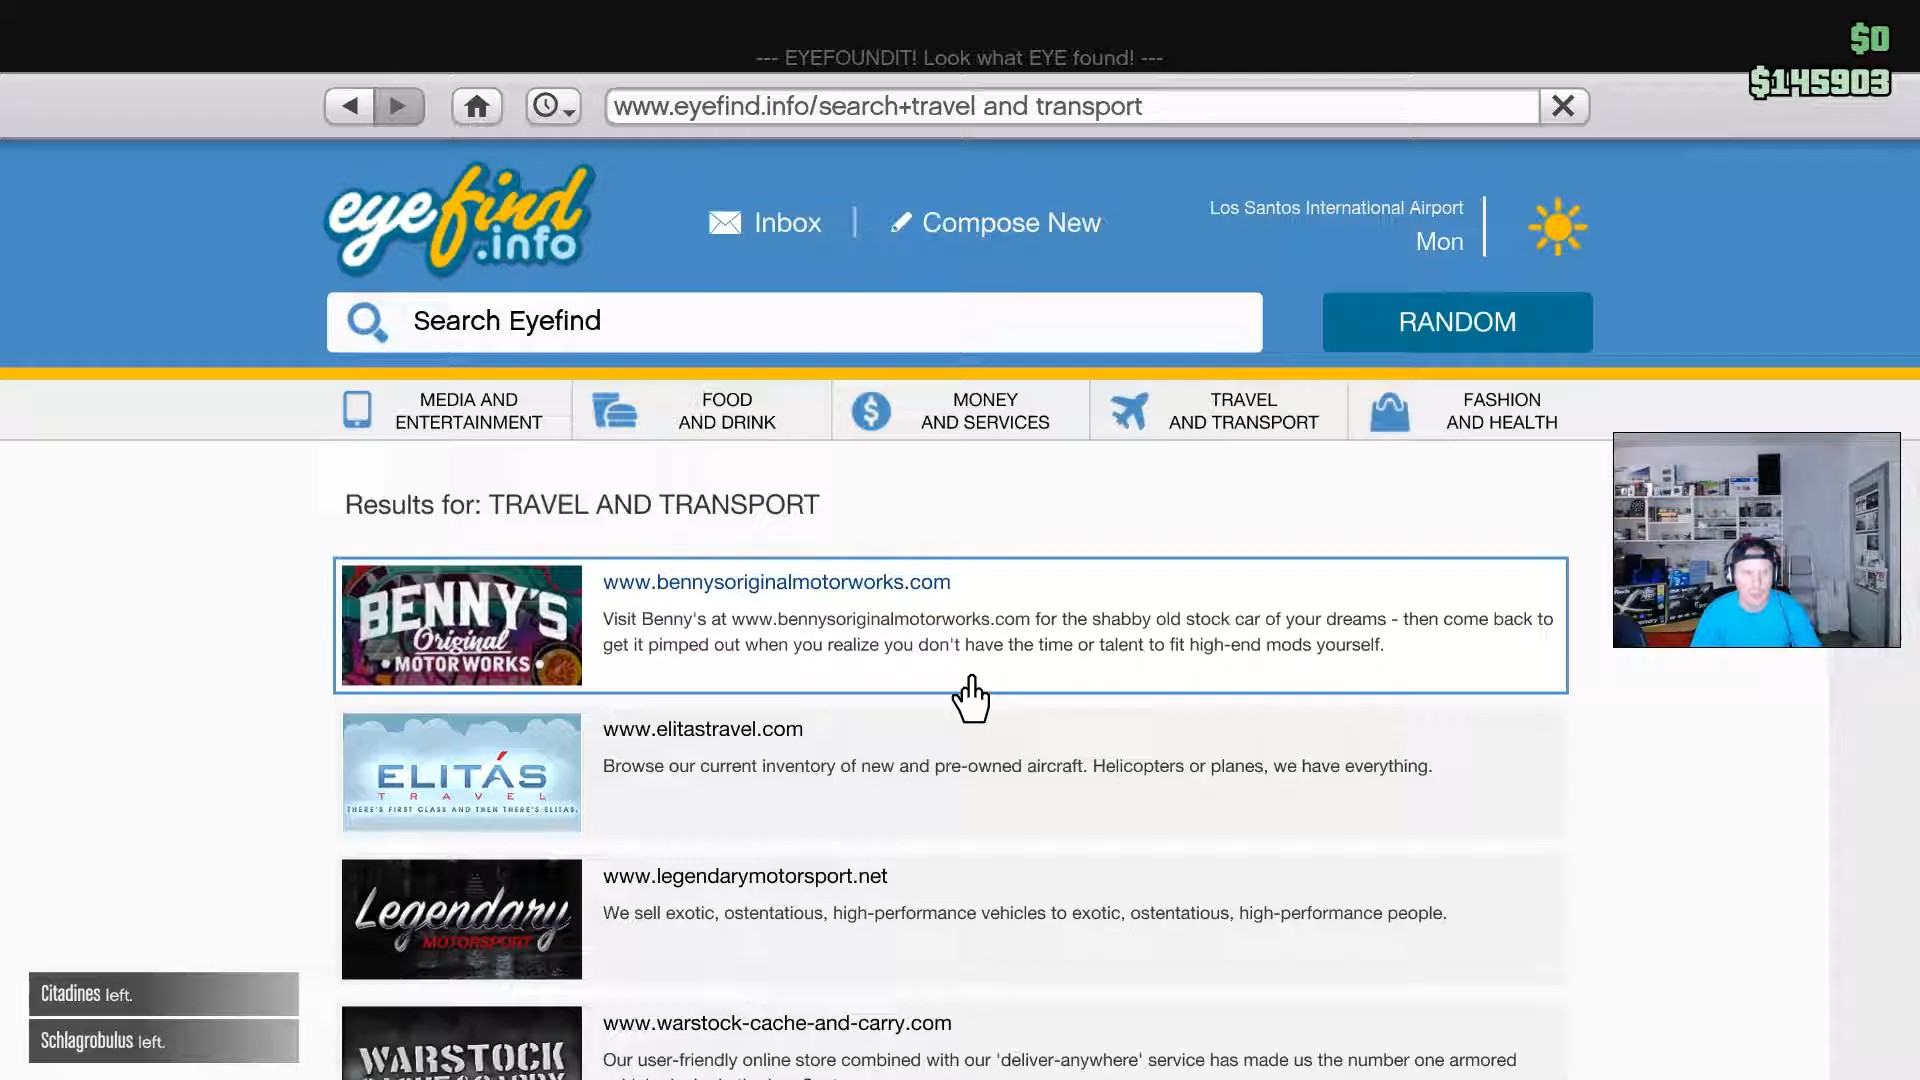 $0
--- EYEFOUNDIT! Look what EYE found! ---
$145903
www.eyefind.info/search+travel and transport
eyefind
.info
Inbox
Compose New
Los Santos International Airport
Mon
Search Eyefind
RANDOM
MEDIA AND
ENTERTAINMENT
FOOD
AND DRINK
MONEY
AND SERVICES
TRAVEL
AND TRANSPORT
FASHION
AND HEALTH
Results for: TRAVEL AND TRANSPORT
BENNY'S
Original
MOTOR WORKS
www.bennysoriginalmotorworks.com
Visit Benny's at www.bennysoriginalmotorworks.com for the shabby old stock car of your dreams - then come back to
get it pimped out when you realize you don't have the time or talent to fit high-end mods yourself.
ELITÁS
TRAVEL
THERE'S FIRST CLASS AND THEN THERE'S ELITAS.
www.elitastravel.com
Browse our current inventory of new and pre-owned aircraft. Helicopters or planes, we have everything.
Legendary
MOTORSPORT
www.legendarymotorsport.net
We sell exotic, ostentatious, high-performance vehicles to exotic, ostentatious, high-performance people.
WARSTOCK
www.warstock-cache-and-carry.com
Our user-friendly online store combined with our 'deliver-anywhere' service has made us the number one armored
Citadines left.
Schlagrobulus left.